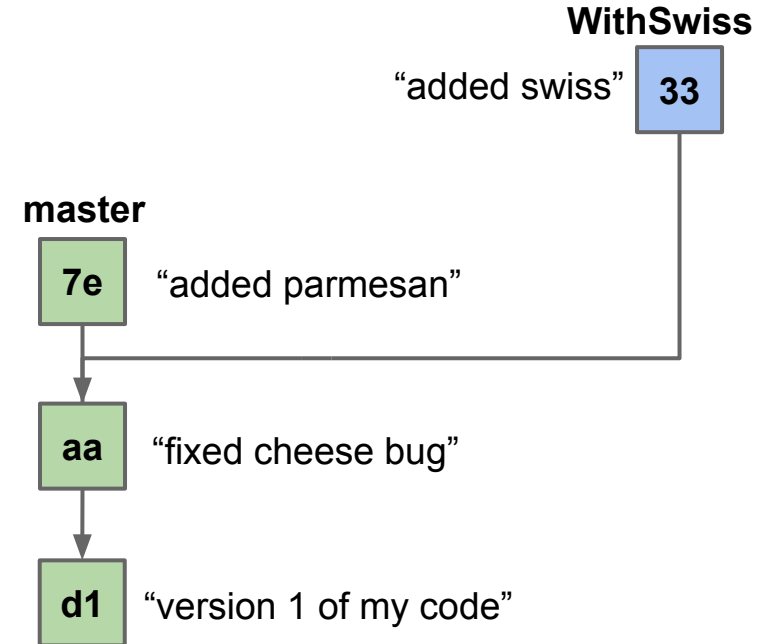 WithSwiss
“added swiss” 33
master
7e “added parmesan”
aa “fixed cheese bug”
d1 “version 1 of my code”